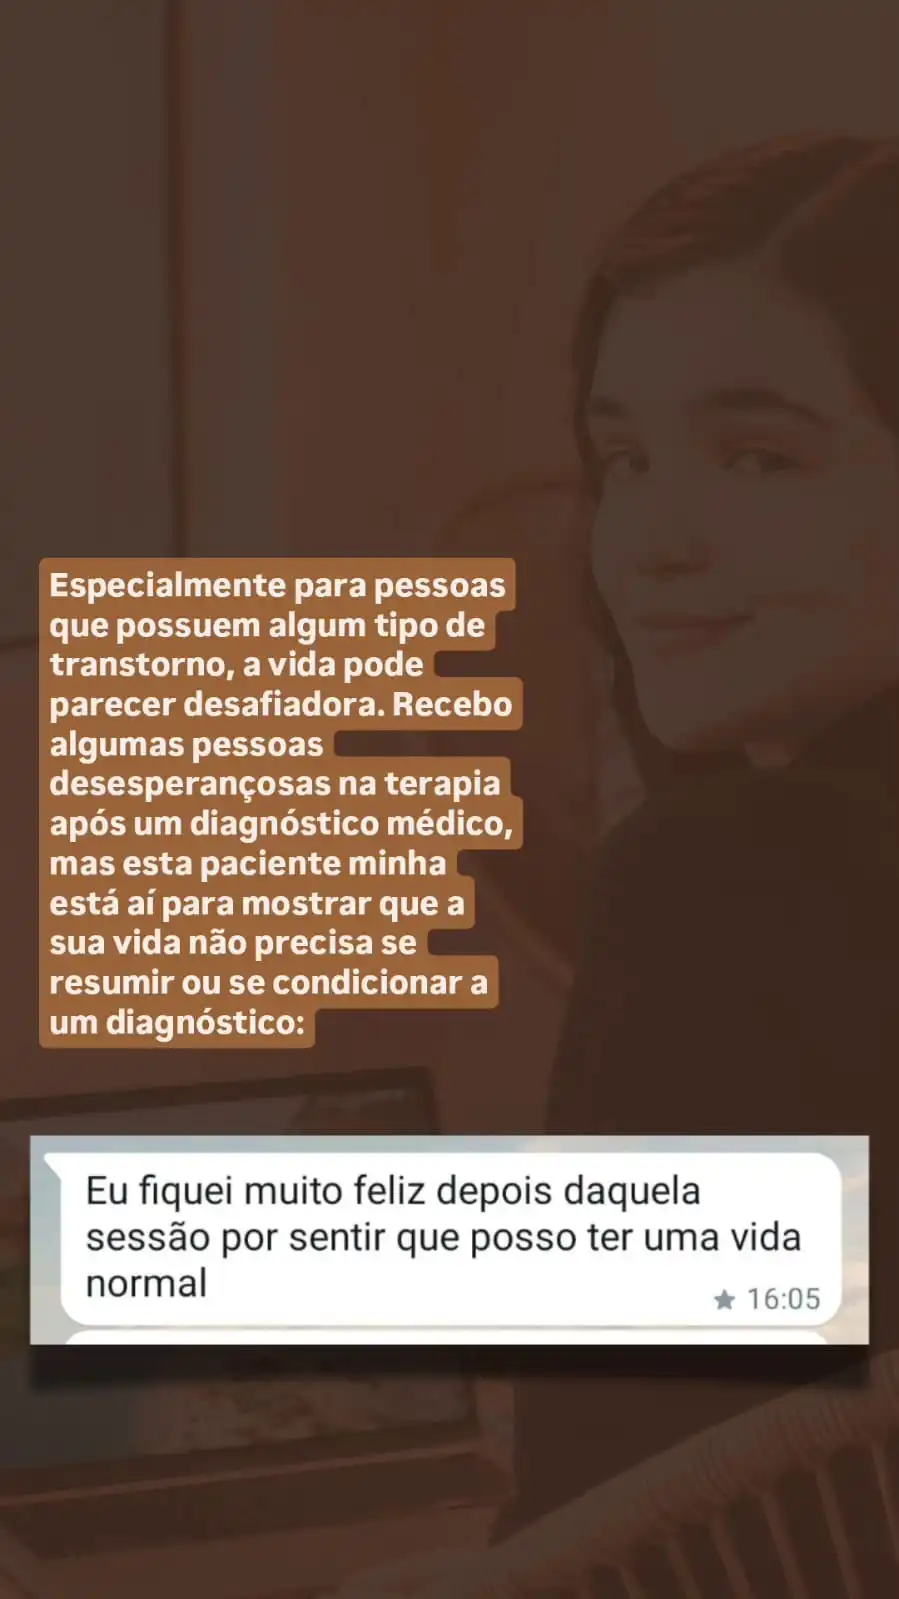 Especialmente para pessoas
que possuem algum tipo de
transtorno, a vida pode
parecer desafiadora. Recebo
algumas pessoas
desesperançosas na terapia
após um diagnóstico médico,
mas esta paciente minha
está aí para mostrar que a
sua vida não precisa se
resumir ou se condicionar a
um diagnóstico:
Eu fiquei muito feliz depois daquela
sessão por sentir que posso ter uma vida
normal
★ 16:05